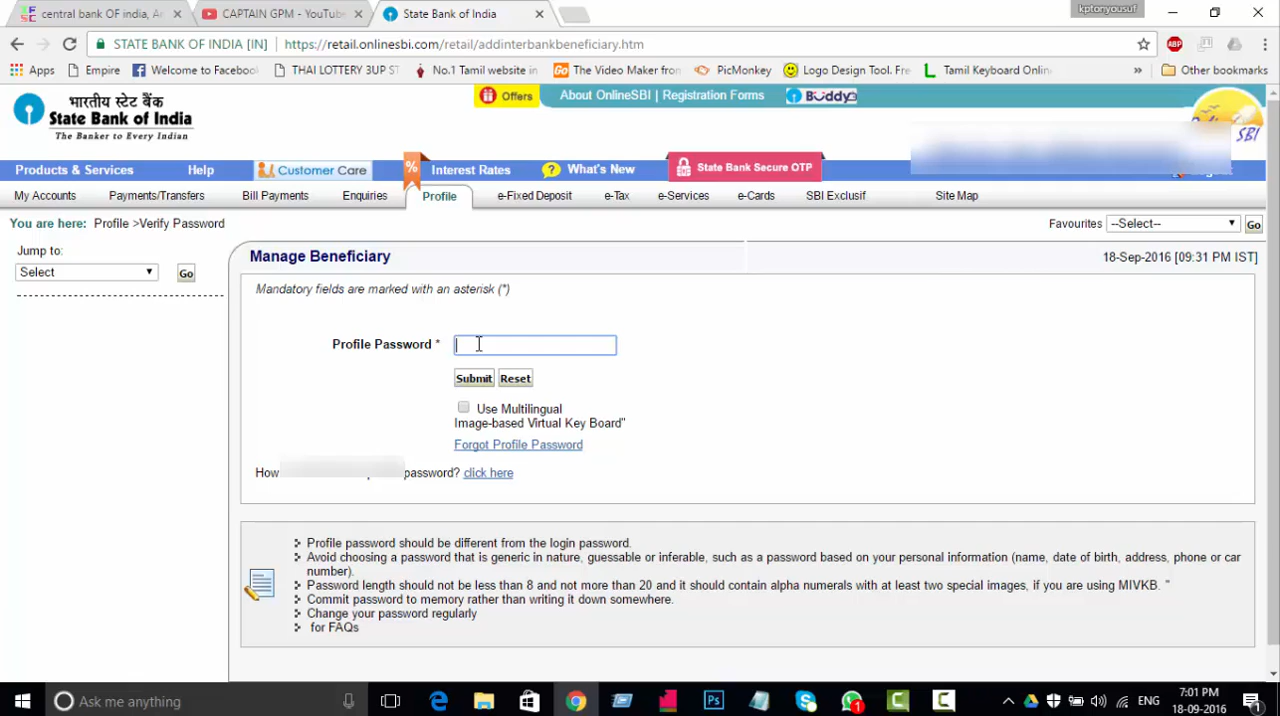 kptonyousuf
central bank OF india, A
CAPTAIN GPM - YouTube
State Bank of India
STATE BANK OF INDIA [IN]
https://retail.onlinesbi.com/retail/addinterbankbeneficiary.htm
ABP
Apps
Empire
Welcome to Facebook
THAI LOTTERY 3UP ST
No.1 Tamil website in
Go The Video Maker from
PicMonkey
Logo Design Tool. Fre
Tamil Keyboard Onlin
»
Other bookmarks
भारतीय स्टेट बैंक
State Bank of India
The Banker to Every Indian
Offers
About OnlineSBI | Registration Forms
Buddy
SBI
Products & Services
Help
Customer Care
%
Interest Rates
What's New
State Bank Secure OTP
My Accounts
Payments/Transfers
Bill Payments
Enquiries
Profile
e-Fixed Deposit
e-Tax
e-Services
e-Cards
SBI Exclusif
Site Map
You are here: Profile >Verify Password
Favourites
--Select--
Go
Jump to:
Select
Go
Manage Beneficiary
18-Sep-2016 [09:31 PM IST]
Mandatory fields are marked with an asterisk (*)
Profile Password *
Submit
Reset
Use Multilingual
Image-based Virtual Key Board"
Forgot Profile Password
How password? click here
Profile password should be different from the login password.
Avoid choosing a password that is generic in nature, guessable or inferable, such as a password based on your personal information (name, date of birth, address, phone or car
number).
Password length should not be less than 8 and not more than 20 and it should contain alpha numerals with at least two special images, if you are using MIVKB. "
Commit password to memory rather than writing it down somewhere.
Change your password regularly
for FAQs
Ask me anything
Ps
1
ENG
7:01 PM
18-09-2016
1